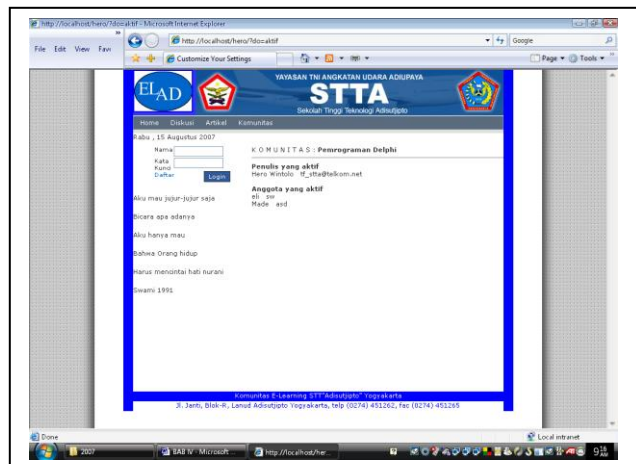 http://localhost/hero/?do=aktif - Microsoft Internet Explorer
File Edit View Favi
»
http://localhost/hero/?do=aktif
Google
Customize Your Settings
Page Tools »
ELAD
YAYASAN TNI ANGKATAN UDARA ADIUPAYA
STTA
Sekolah Tinggi Teknologi Adisutjipto
Home Diskusi Artikel Komunitas
Rabu , 15 Augustus 2007
Nama
Kata
Kunci
Daftar Login
K O M U N I T A S : Pemrograman Delphi
Penulis yang aktif
Hero Wintolo tf_stta@telkom.net
Anggota yang aktif
eli sw
Made asd
Aku mau jujur-jujur saja
Bicara apa adanya
Aku hanya mau
Bahwa Orang hidup
Harus mencintai hati nurani
Swami 1991
Komunitas E-Learning STT"Adisutjipto" Yogyakarta
Jl. Janti, Blok-R, Lanud Adisutjipto Yogyakarta, telp (0274) 451262, fax (0274) 451265
Done
Local intranet
2007
BAB IV - Microsoft ...
http://localhost/her...